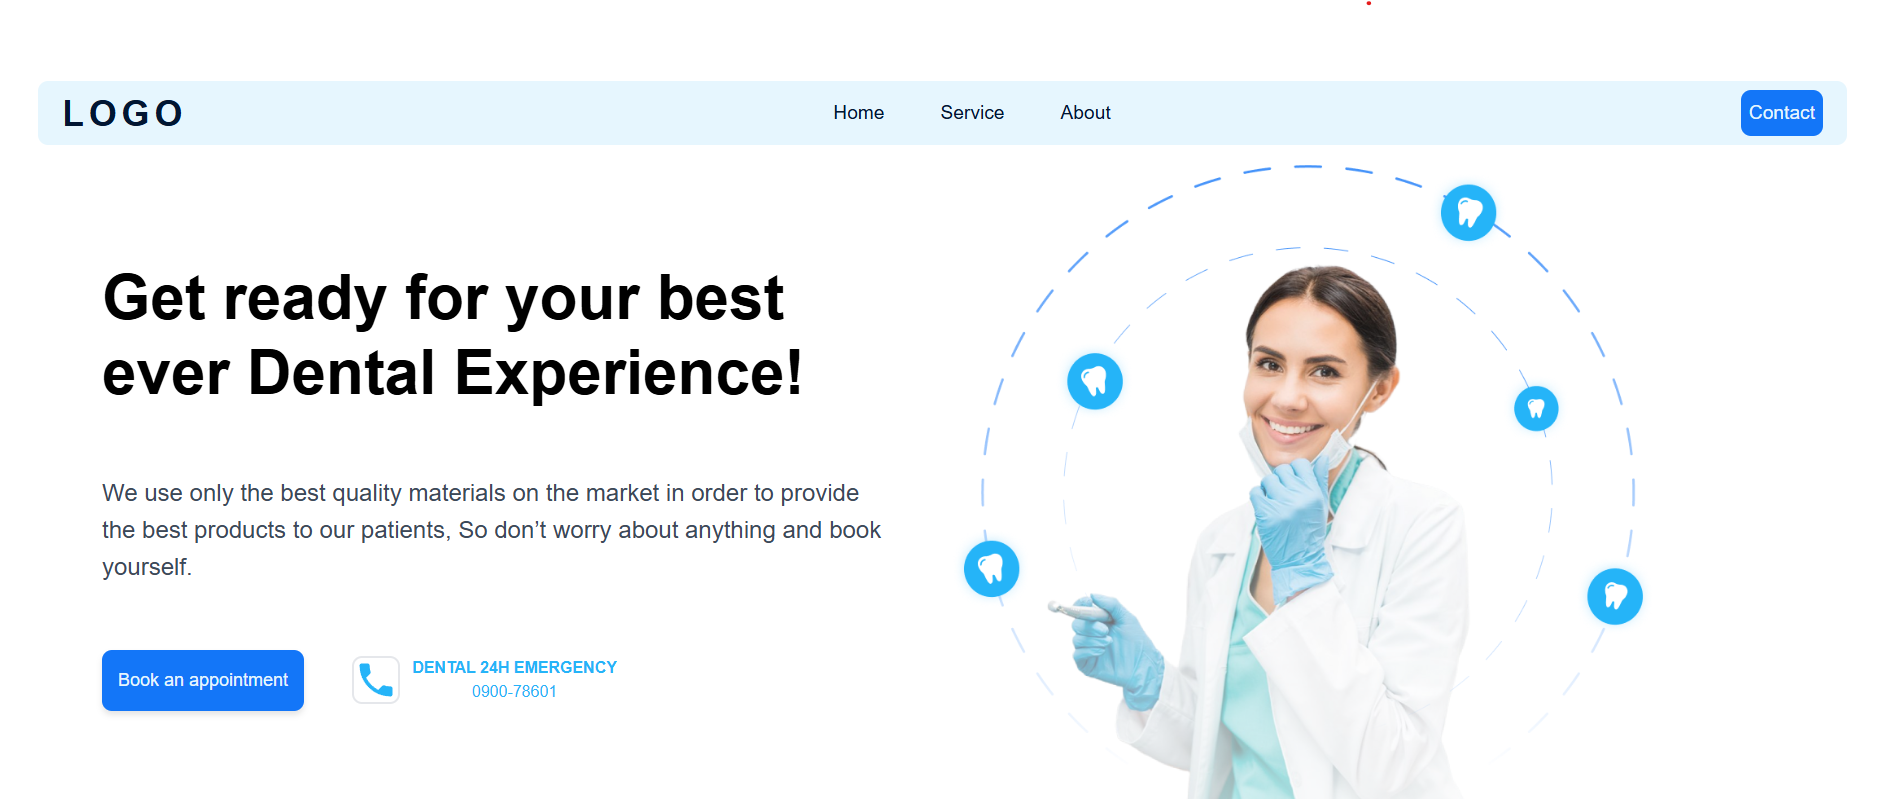 LOGO
Home
Service
About
Contact
Get ready for your best
ever Dental Experience!
We use only the best quality materials on the market in order to provide
the best products to our patients, So don’t worry about anything and book
yourself.
Book an appointment
DENTAL 24H EMERGENCY
0900-78601